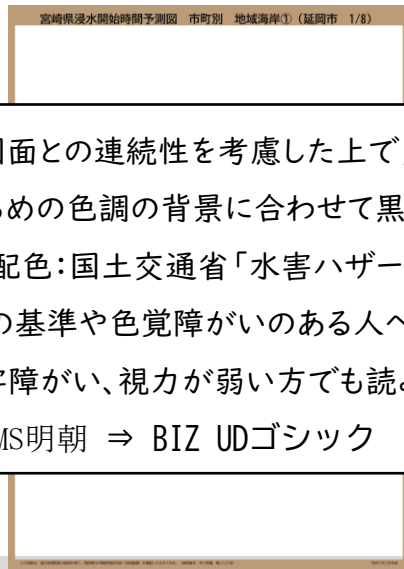 宮崎県浸水開始時間予測図 市町別 地域海岸①（延岡市 1/8）
図面との連続性を考慮した上で
るめの色調の背景に合わせて黒
配色：国土交通省「水害ハザー
の基準や色覚障がいのある人へ
字障がい、視力が弱い方でも読
MS明朝 ⇒ BIZ UDゴシック